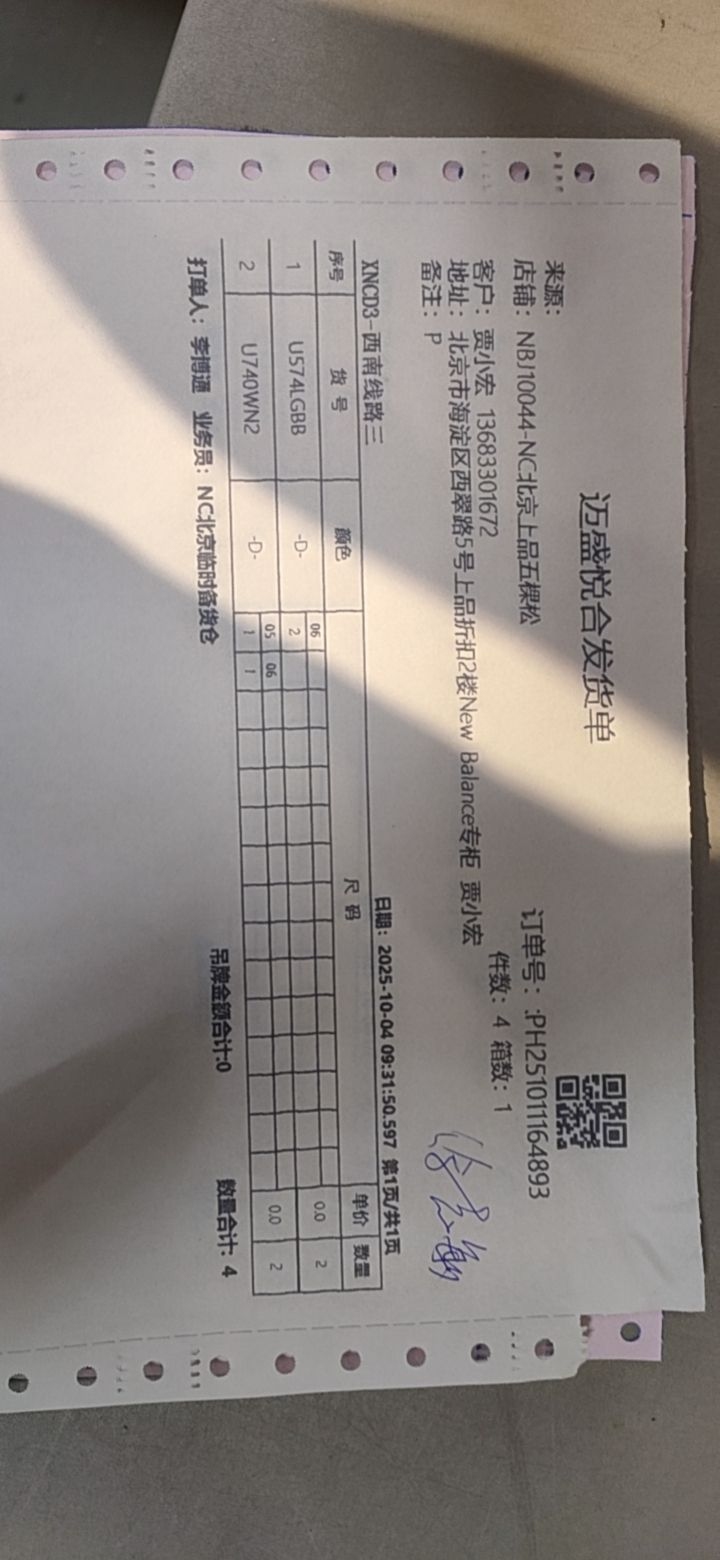 迈盛悦合发货单
来源：
店铺： NBJ10044-NC北京上品五棵松 订单号：:PH251011164893
客户： 贾小宏 13683301672 件数： 4 箱数： 1
地址： 北京市海淀区西翠路5号上品折扣2楼New Balance专柜 贾小宏
备注： P
XNCD3-西南线路三 日期： 2025-10-04 09:31:50.597 第1页/共1页
序号 货 号 颜色 尺 码 单价 数量
06
1 U574LGBB -D- 2 0.0 2
05 06
2 U740WN2 -D- 1 1 0.0 2
打单人： 李博通 业务员： NC北京临时备货仓 吊牌金额合计:0 数量合计： 4